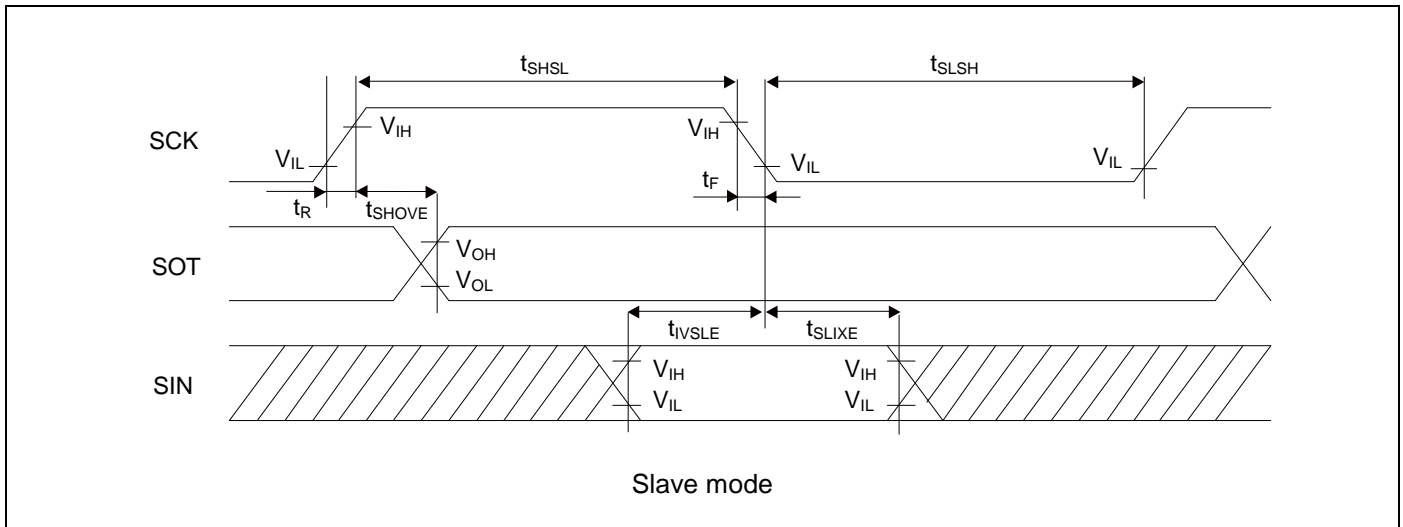 tSHSL
tSLSH
SCK
VIH
VIH
VIL
VIL
VIL
tF
tR
tSHOVE
SOT
VOH
VOL
tIVSLE
tSLIXE
SIN
VIH
VIH
VIL
VIL
Slave mode